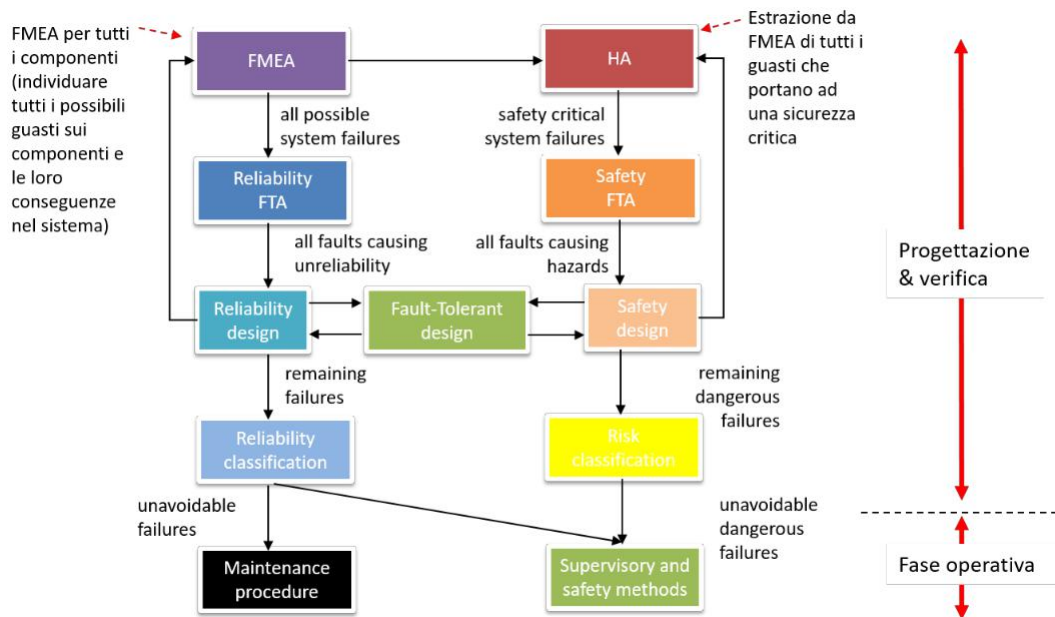 FMEA per tutti
i componenti
(individuare
tutti i possibili
guasti sui
componenti e
le loro
conseguenze
nel sistema)
FMEA
HA
Estrazione da
FMEA di tutti i
guasti che
portano ad
una sicurezza
critica
all possible
system failures
safety critical
system failures
Reliability
FTA
Safety
FTA
all faults causing
unreliability
all faults causing
hazards
Progettazione
& verifica
Reliability
design
Fault-Tolerant
design
Safety
design
remaining
failures
remaining
dangerous
failures
Reliability
classification
Risk
classification
unavoidable
failures
unavoidable
dangerous
failures
Maintenance
procedure
Supervisory and
safety methods
Fase operativa